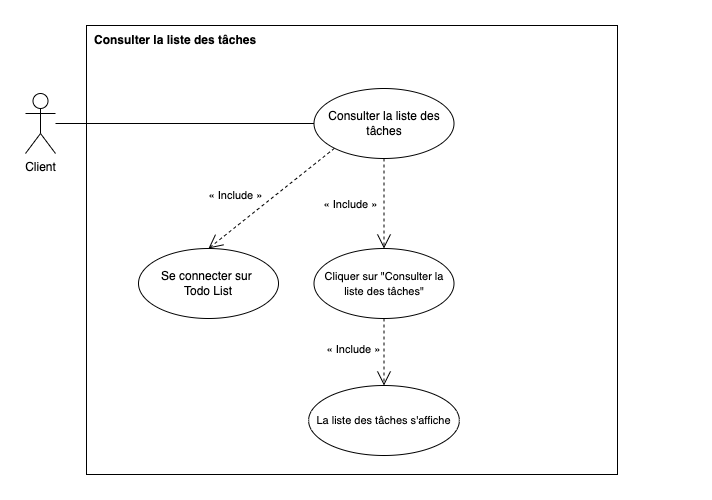 Consulter la liste des tâches
Consulter la liste des
tâches
Client
« Include »
« Include »
Se connecter sur
Todo List
Cliquer sur "Consulter la
liste des tâches"
« Include »
La liste des tâches s'affiche